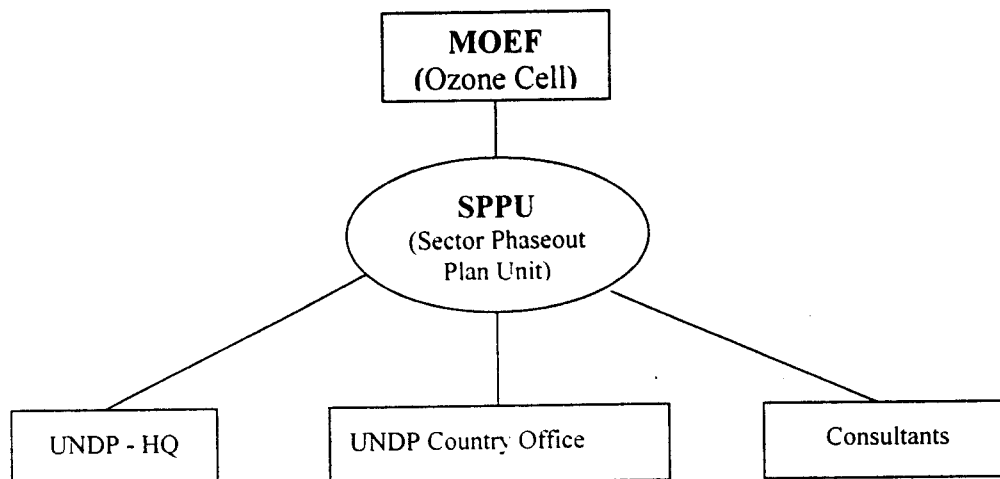 MOEF
(Ozone Cell)
SPPU
(Sector Phaseout
Plan Unit)
UNDP - HQ
UNDP Country Office
Consultants